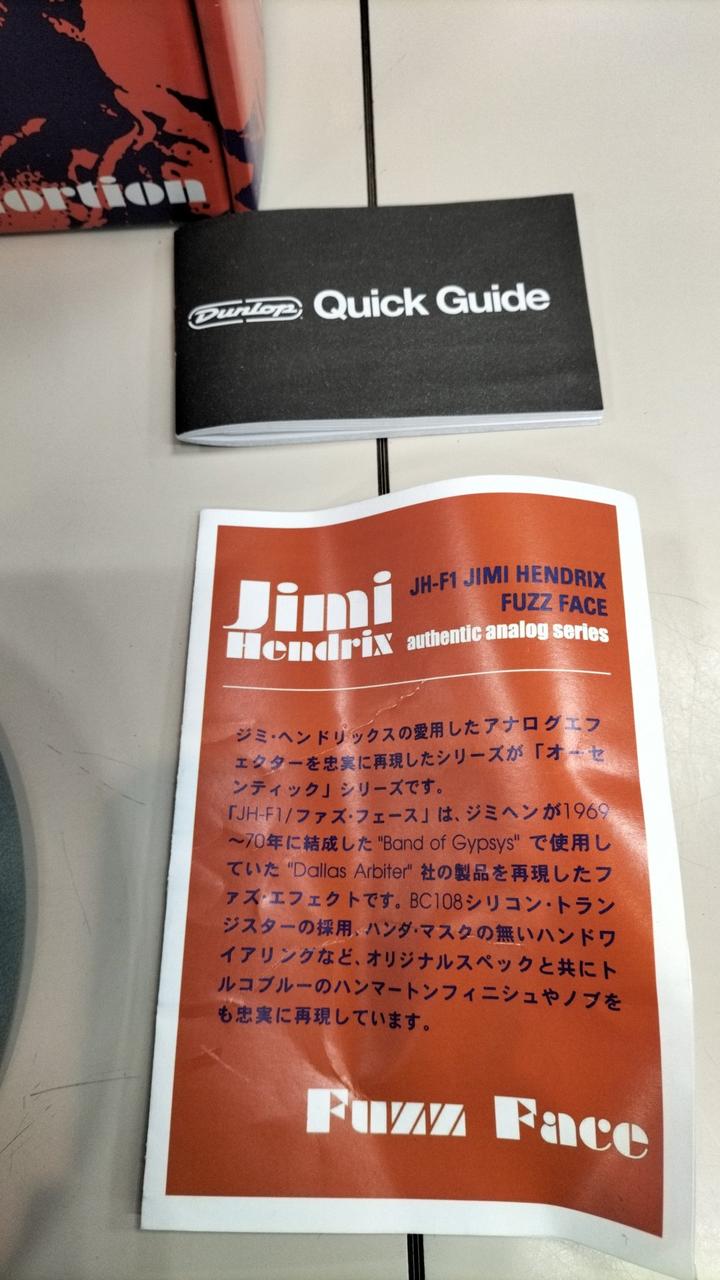 ortion
Dunlop Quick Guide
Jimi
Hendrix
JH-F1 JIMI HENDRIX
FUZZ FACE
authentic analog series
ジミ・ヘンドリックスの愛用したアナログエフ
ェクターを忠実に再現したシリーズが「オーセ
ンティック」シリーズです。
「JH-F1/ファズ・フェース」は、ジミヘンが1969
〜70年に結成した "Band of Gypsys" で使用し
ていた "Dallas Arbiter" 社の製品を再現したフ
ァズ・エフェクトです。BC108シリコン・トラン
ジスターの採用、ハンダ・マスクの無いハンドワ
イアリングなど、オリジナルスペックと共にト
ルコブルーのハンマートンフィニシュやノブを
も忠実に再現しています。
Fuzz Face